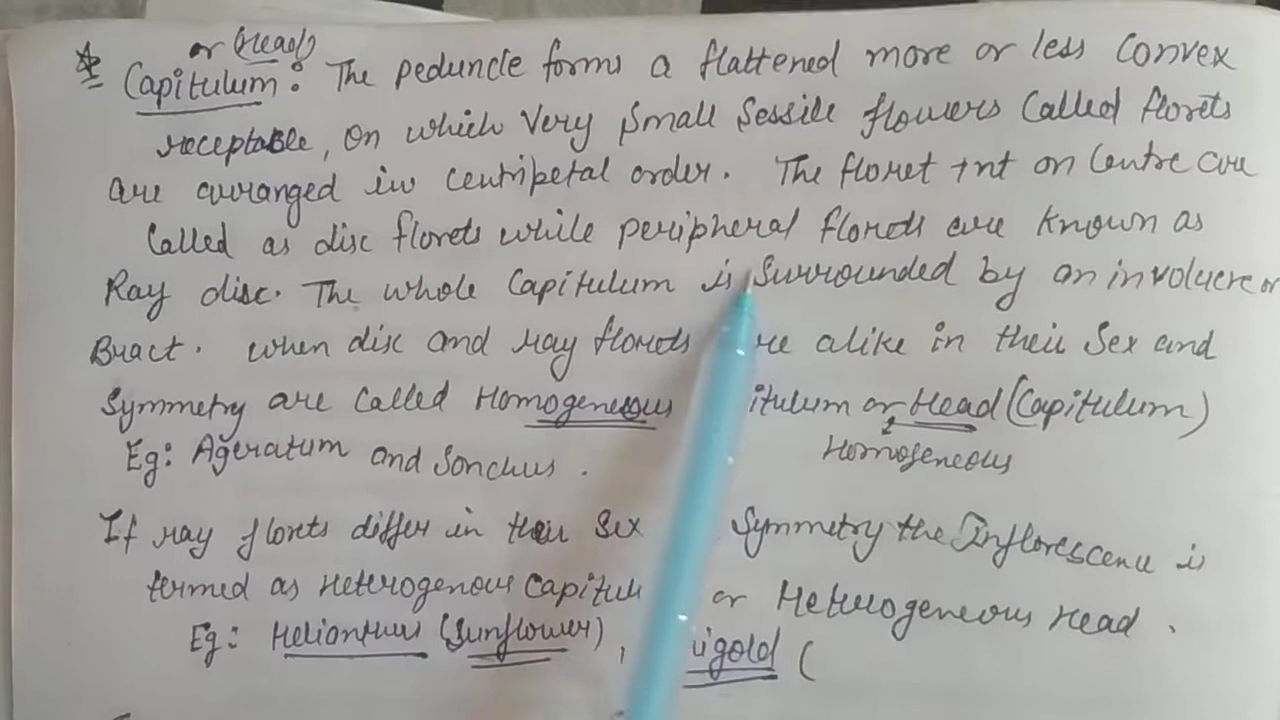 or (Head)
* Capitulum : The peduncle forms a flattened more or less Convex
receptable, On which Very Small Sessile flowers Called florets
are arranged in centripetal order. The floret +nt on Centre are
Called as disc florets while peripheral florets are known as
Ray disc. The whole Capitulum is Surrounded by an involucre or
Bract. when disc and ray florets re alike in their Sex and
Symmetry are Called Homogeneous itulum or Head (Capitulum)
Homogeneous
Eg: Ageratum and Sonchus.
If ray florets differ in their Sex Symmetry the Inflorescence is
termed as Heterogenous Capitul or Heterogeneous Head.
Eg: Helianthus (Sunflower), igold (